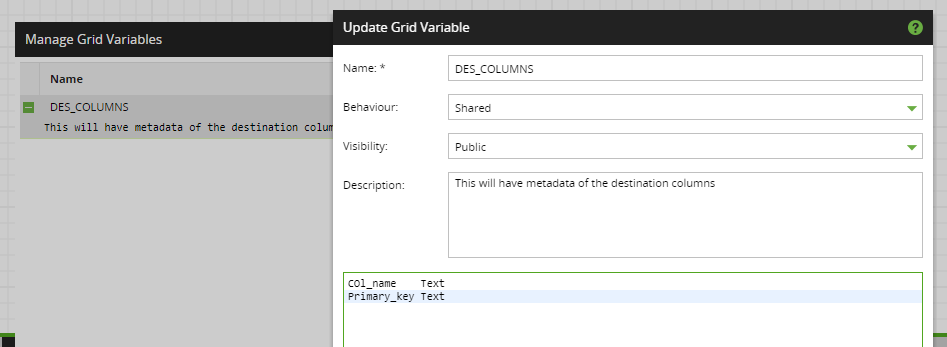 Manage Grid Variables
Name
DES_COLUMNS
This will have metadata of the destination colum
Update Grid Variable
?
Name: *
DES_COLUMNS
Behaviour:
Shared
Visibility:
Public
Description:
This will have metadata of the destination columns
COl_name Text
Primary_key Text